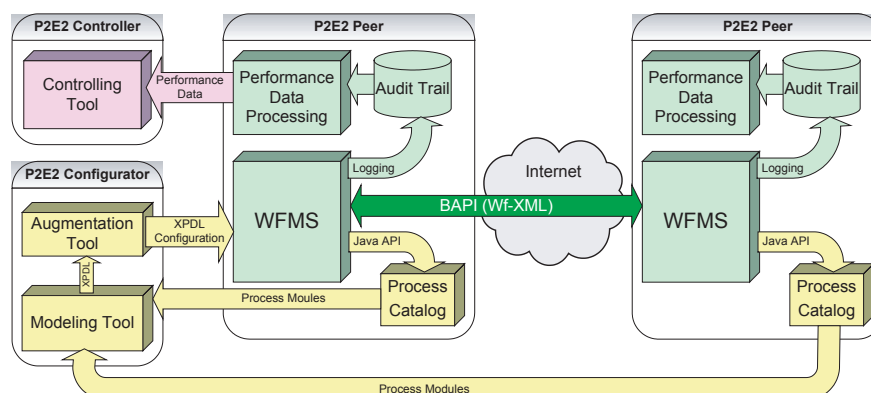 P2E2 Controller
P2E2 Peer
P2E2 Peer
Controlling
Tool
Performance
Data
Performance
Data
Processing
Audit Trail
Performance
Data
Processing
Audit Trail
P2E2 Configurator
Logging
Internet
Logging
Augmentation
Tool
XPDL
Configuration
WFMS
BAPI (Wf-XML)
WFMS
Java API
Java API
XPDL
Modeling Tool
Process Moules
Process
Catalog
Process
Catalog
Process Modules